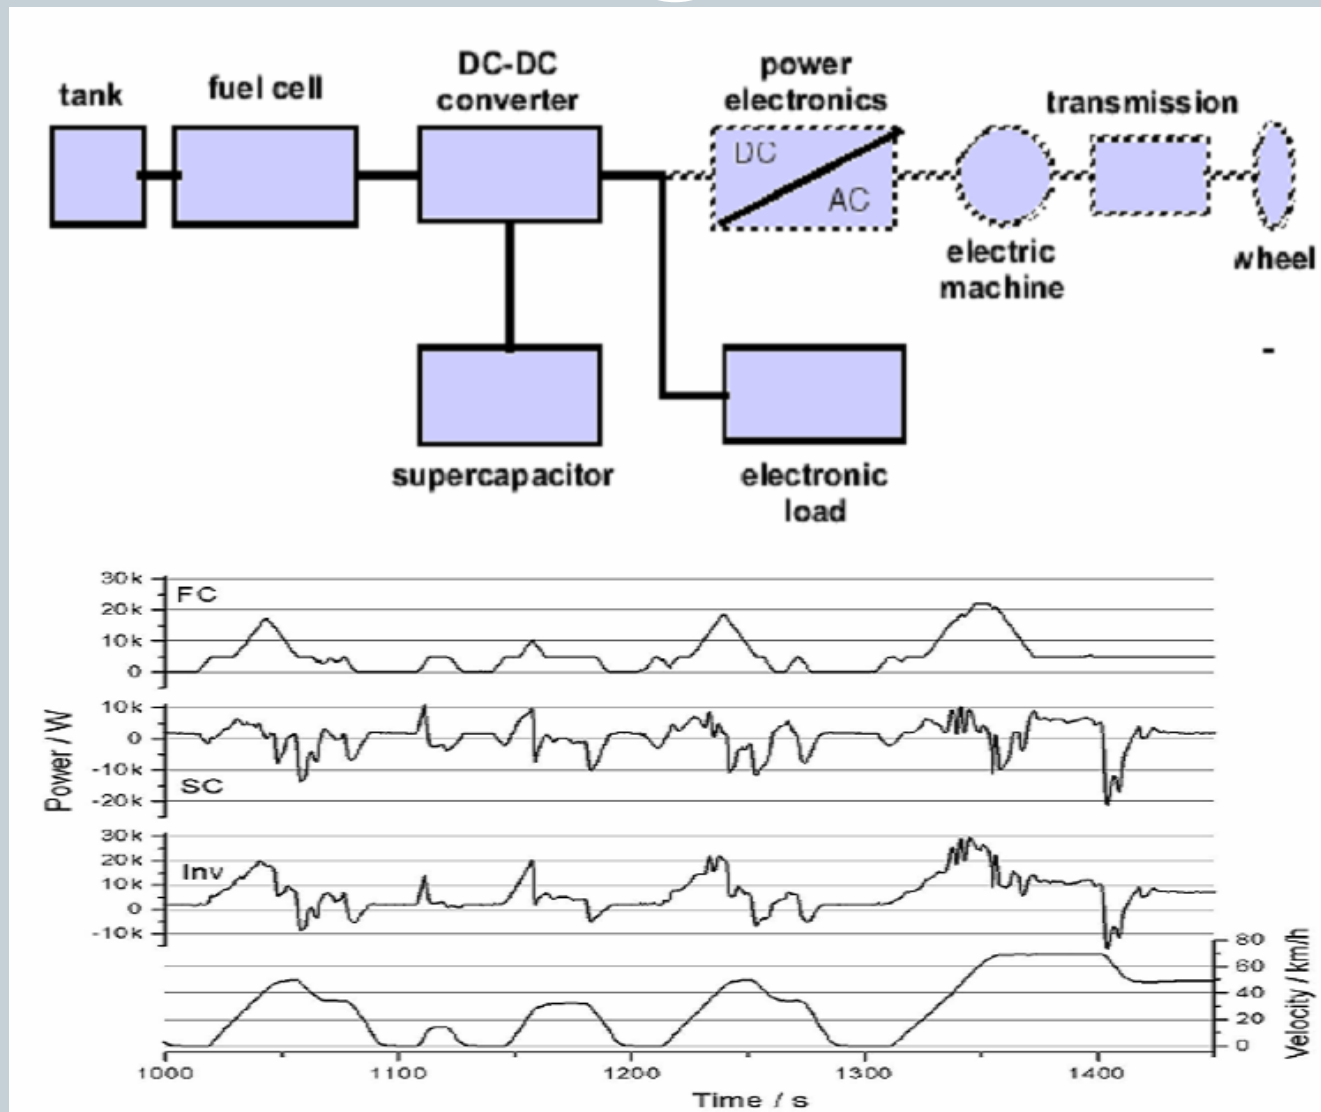 tank
fuel cell
DC-DC
converter
power
electronics
transmission
DC
AC
electric
machine
wheel
-
supercapacitor
electronic
load
30k
FC
20k
10k
0
10k
0
-10k
SC
-20k
Power / W
30k
20k
Inv
10k
0
-10k
80
60
40
20
0
Velocity / km/h
1000
1100
1200
1300
1400
Time / s